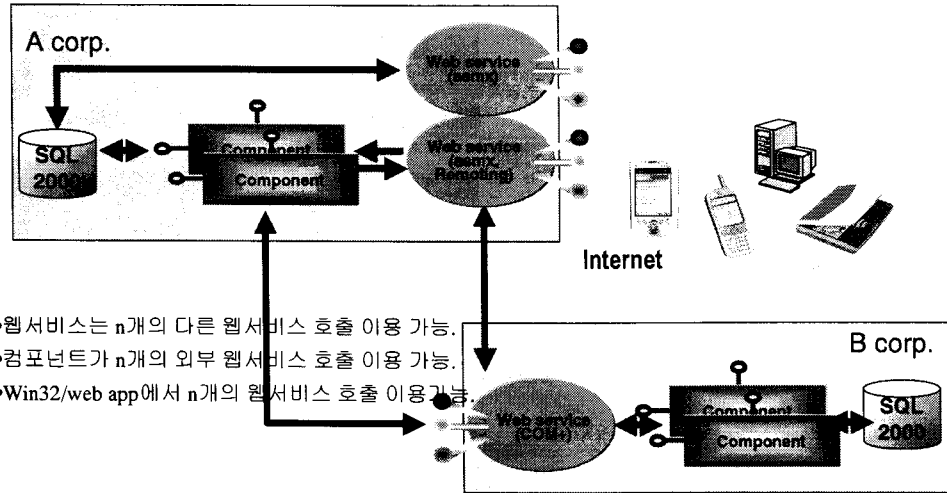 A corp.
Web service
(asmx)
SQL
2000
Component
Component
Web service
(asmx,
Remoting)
Internet
•웹서비스는 n개의 다른 웹서비스 호출 이용 가능.
•컴포넌트가 n개의 외부 웹서비스 호출 이용 가능.
•Win32/web app에서 n개의 웹서비스 호출 이용가능.
B corp.
Web service
(COM+)
Component
Component
SQL
2000